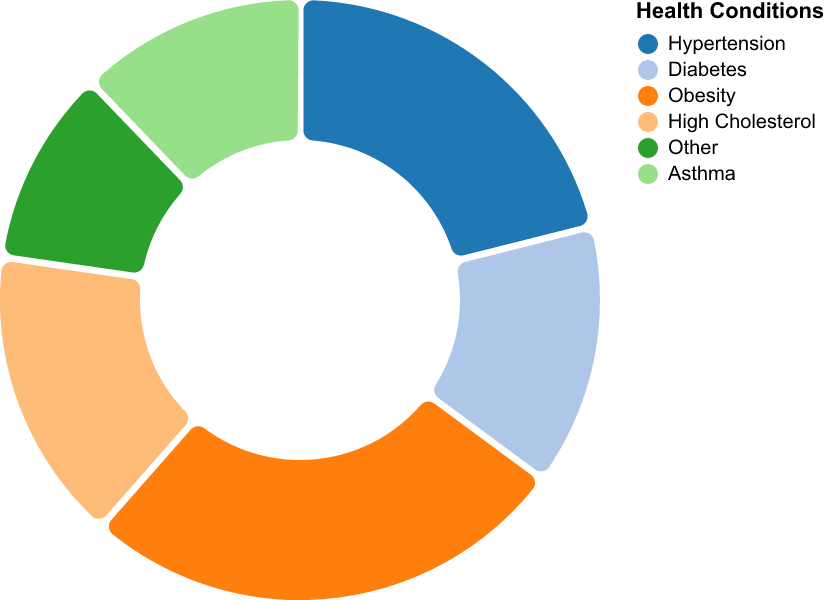 Health Conditions
Hypertension
Diabetes
Obesity
High Cholesterol
Other
Asthma